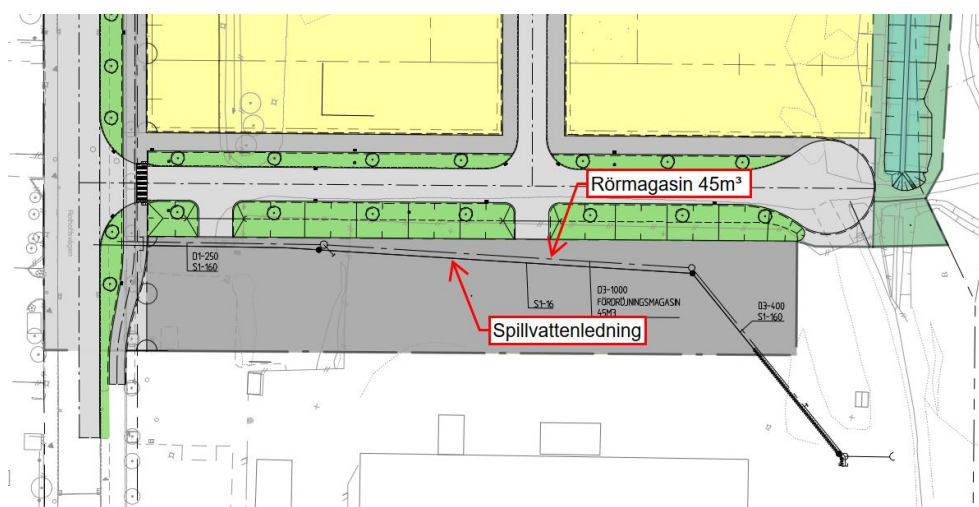 Rörmagasin 45m³
D1-250
S1-160
S1-16
D3-1000
FÖRDRÖJNINGSMAGASIN
45M3
D3-400
S1-160
Spillvattenledning